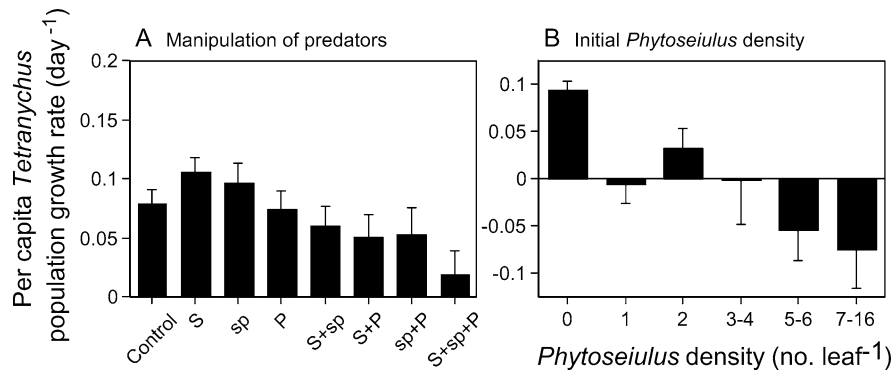 A Manipulation of predators
B Initial Phytoseiulus density
Per capita Tetranychus
population growth rate (day-1)
0.2
0.15
0.1
0.05
0
Control
S
sp
P
S+sp
S+P
sp+P
S+sp+P
0.1
0.05
0
-0.05
-0.1
0
1
2
3-4
5-6
7-16
Phytoseiulus density (no. leaf-1)